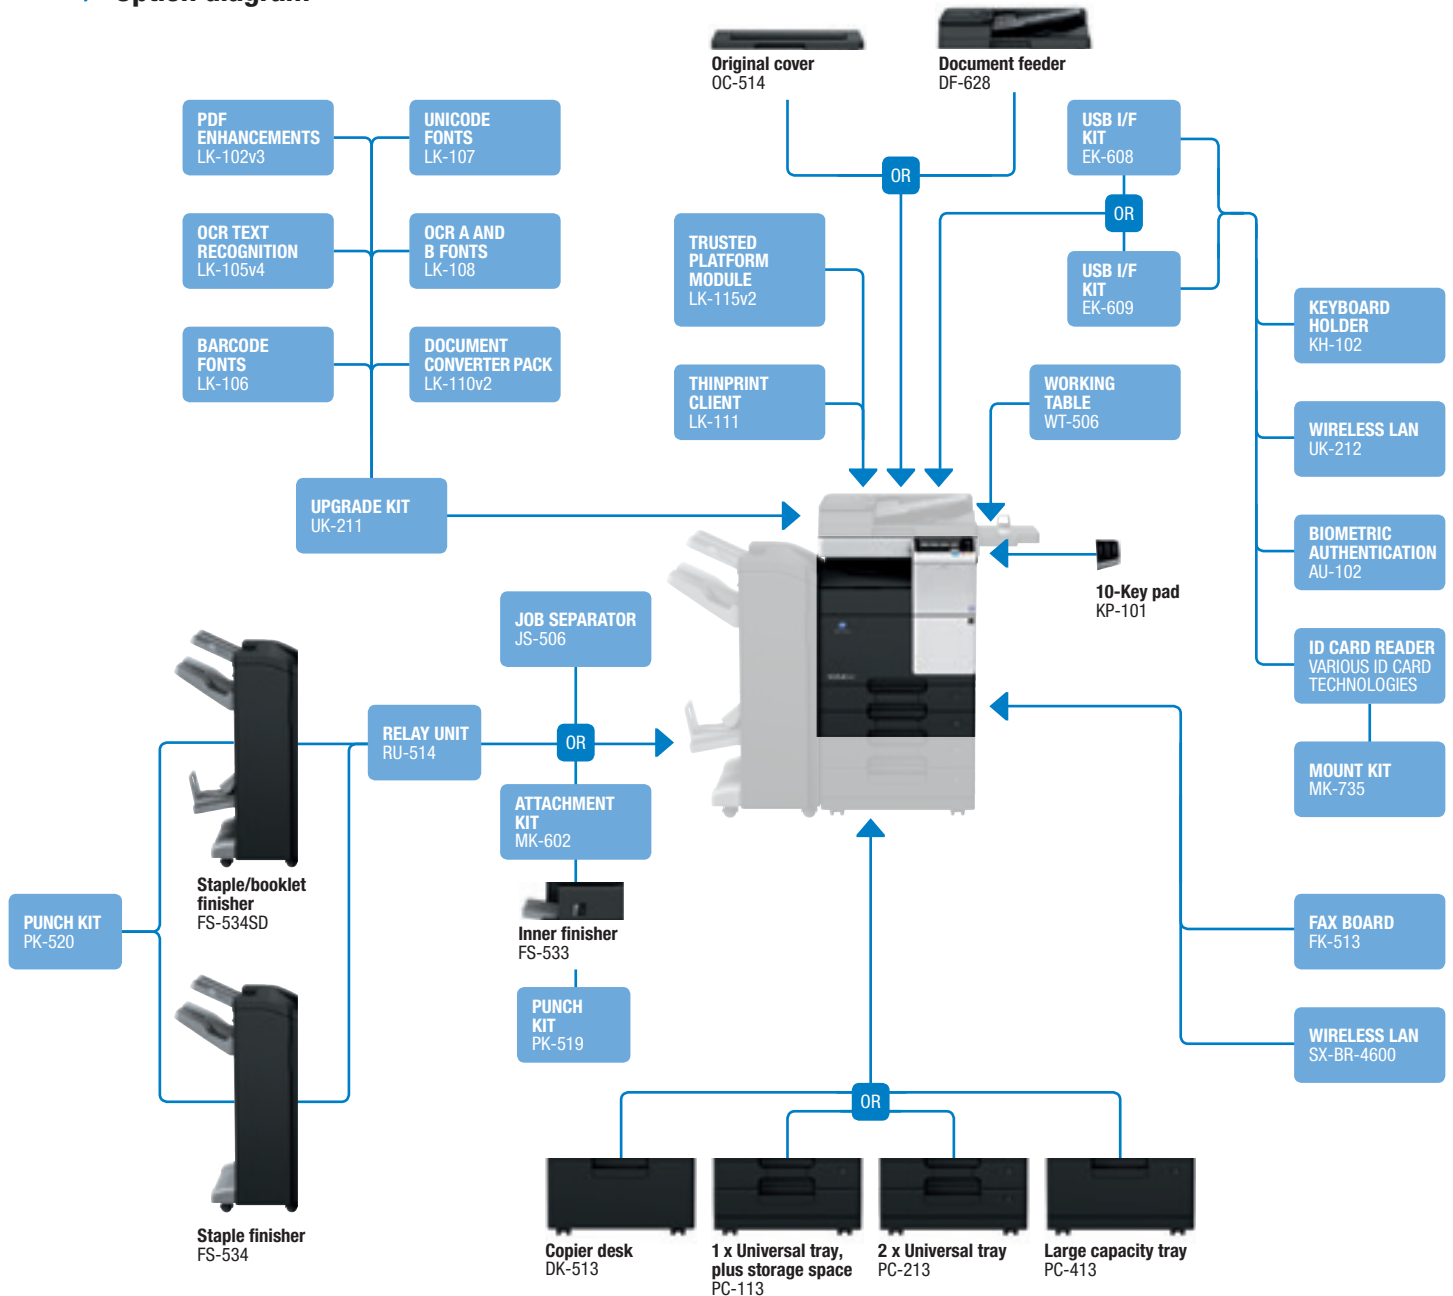 Option diagram
Original cover
OC-514
Document feeder
DF-628
PDF
ENHANCEMENTS
LK-102v3
UNICODE
FONTS
LK-107
USB I/F
KIT
EK-608
OR
OR
OCR TEXT
RECOGNITION
LK-105v4
OCR A AND
B FONTS
LK-108
TRUSTED
PLATFORM
MODULE
LK-115v2
USB I/F
KIT
EK-609
KEYBOARD
HOLDER
KH-102
BARCODE
FONTS
LK-106
DOCUMENT
CONVERTER PACK
LK-110v2
THINPRINT
CLIENT
LK-111
WORKING
TABLE
WT-506
WIRELESS LAN
UK-212
UPGRADE KIT
UK-211
BIOMETRIC
AUTHENTICATION
AU-102
10-Key pad
KP-101
JOB SEPARATOR
JS-506
ID CARD READER
VARIOUS ID CARD
TECHNOLOGIES
RELAY UNIT
RU-514
OR
MOUNT KIT
MK-735
ATTACHMENT
KIT
MK-602
Staple/booklet
finisher
FS-534SD
PUNCH KIT
PK-520
Inner finisher
FS-533
FAX BOARD
FK-513
PUNCH
KIT
PK-519
WIRELESS LAN
SX-BR-4600
OR
Staple finisher
FS-534
Copier desk
DK-513
1 x Universal tray,
plus storage space
PC-113
2 x Universal tray
PC-213
Large capacity tray
PC-413